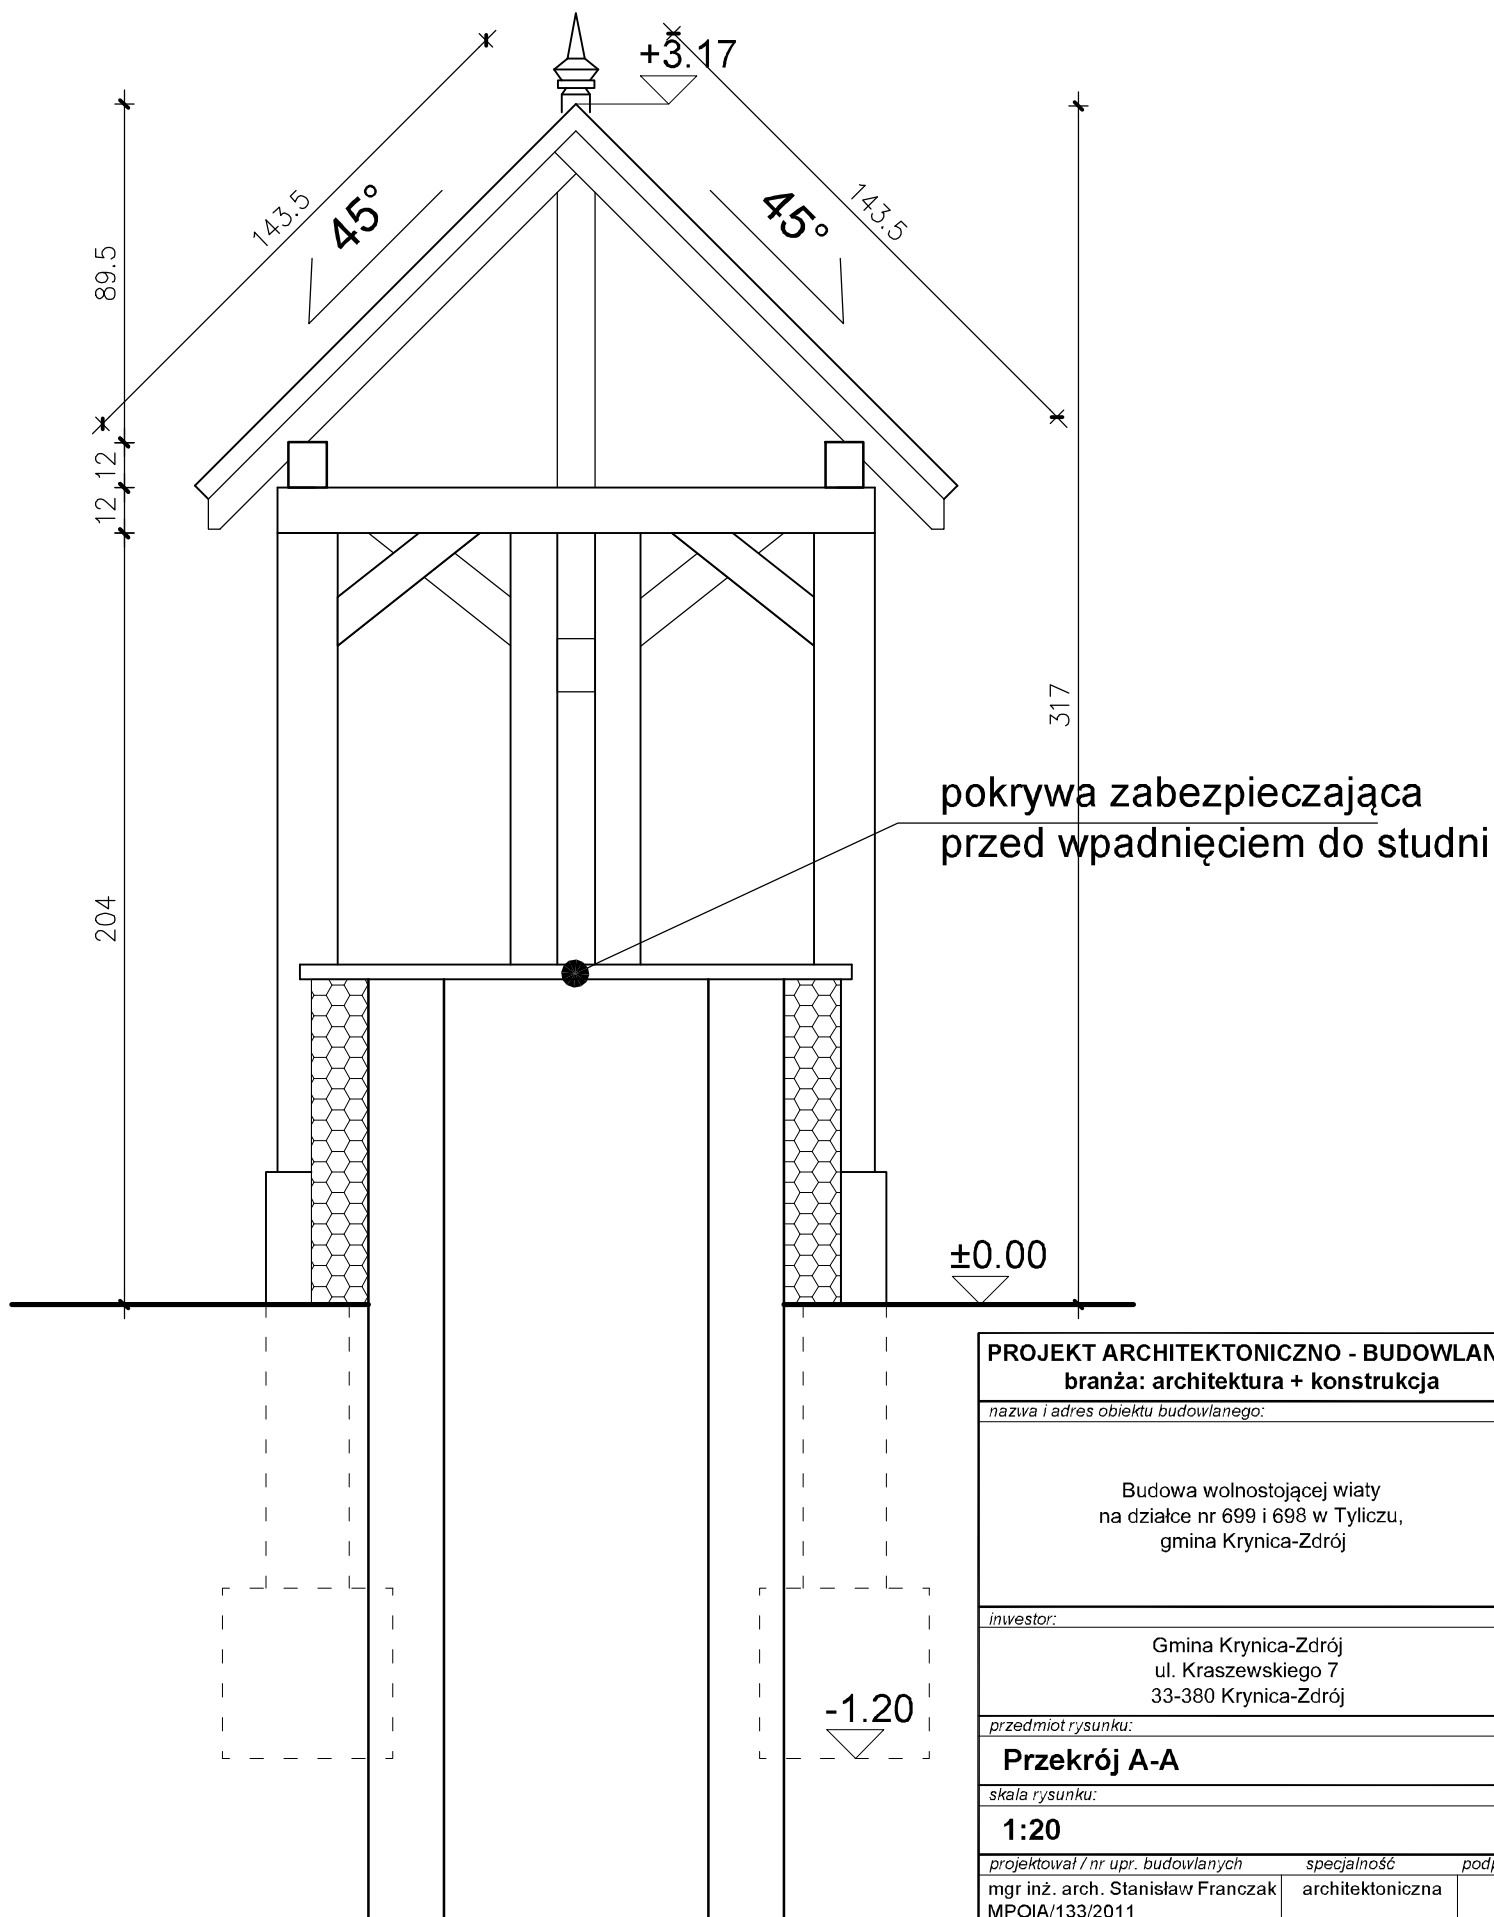 +3.17
143.5
45°
45°
143.5
89.5
12
12
317
pokrywa zabezpieczająca
przed wpadnięciem do studni
204
±0.00
PROJEKT ARCHITEKTONICZNO - BUDOWLAN
branża: architektura + konstrukcja
nazwa i adres obiektu budowlanego:
Budowa wolnostojącej wiaty
na działce nr 699 i 698 w Tyliczu,
gmina Krynica-Zdrój
inwestor:
Gmina Krynica-Zdrój
ul. Kraszewskiego 7
33-380 Krynica-Zdrój
-1.20
przedmiot rysunku:
Przekrój A-A
skala rysunku:
1:20
projektował / nr upr. budowlanych specjalność podp
mgr inż. arch. Stanisław Franczak architektoniczna
MPOIA/133/2011